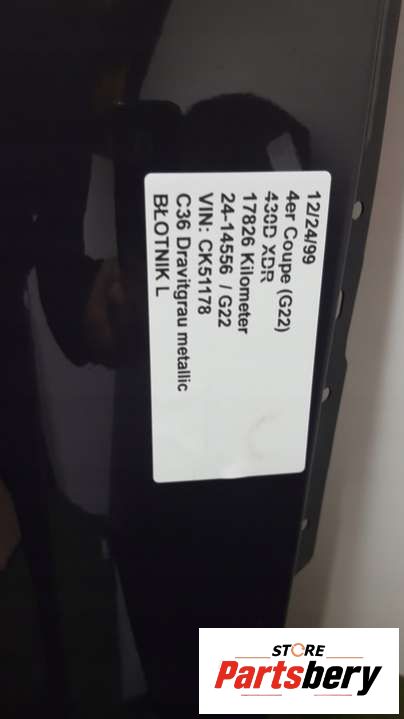 12/24/99
4er Coupe (G22)
430D XDR
17826 Kilometer
24-14556 / G22
VIN: CK51178
C36 Dravitgrau metallic
BŁOTNIK L
STORE
Partsbery